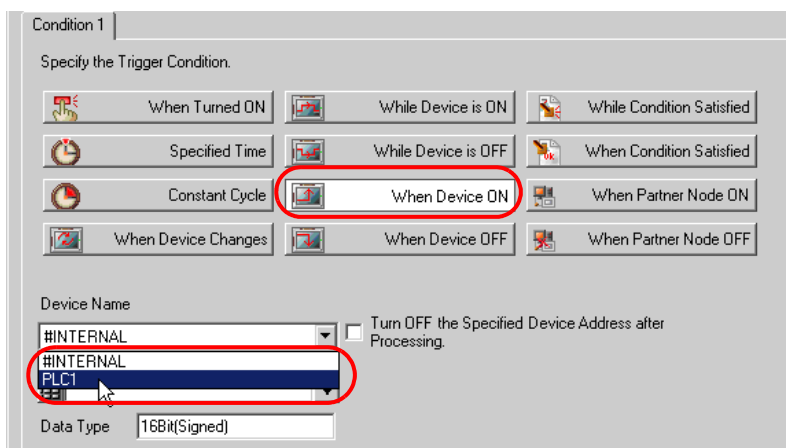 Condition 1
Specify the Trigger Condition.
When Turned ON While Device is ON While Condition Satisfied
Specified Time While Device is OFF When Condition Satisfied
Constant Cycle When Device ON When Partner Node ON
When Device Changes When Device OFF When Partner Node OFF
Device Name
#INTERNAL
Turn OFF the Specified Device Address after
Processing.
#INTERNAL
PLC1
Data Type 16Bit(Signed)